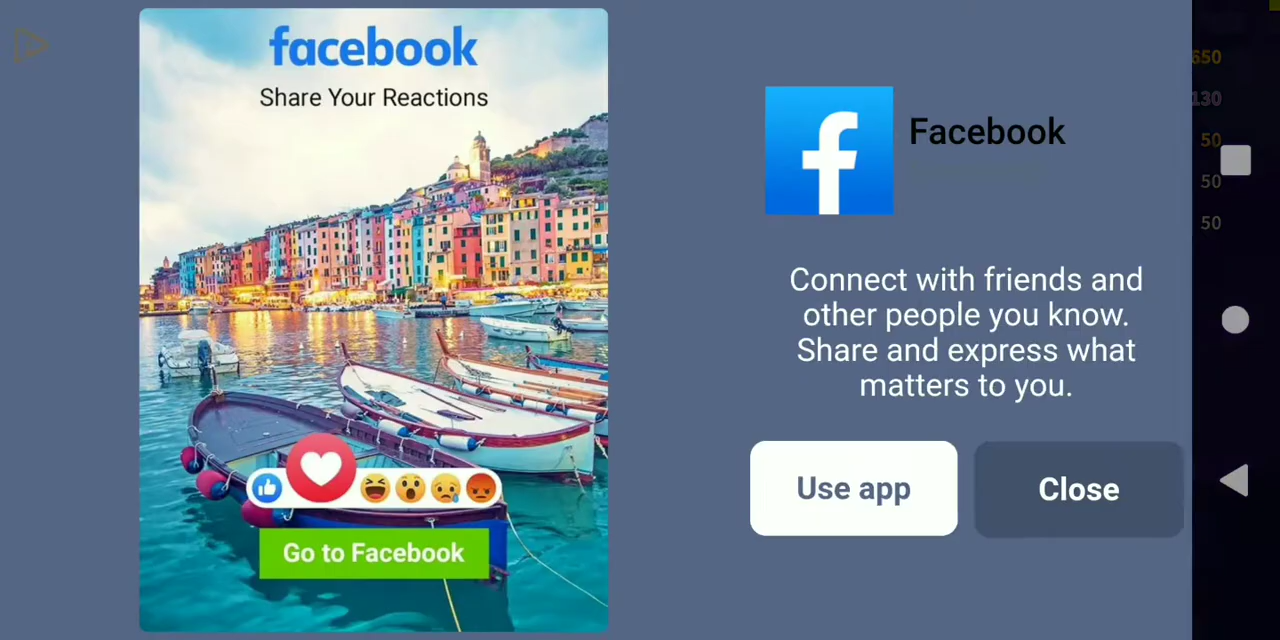 facebook
Share Your Reactions
Go to Facebook
Facebook
Connect with friends and
other people you know.
Share and express what
matters to you.
Use app
Close
650
130
50
50
50